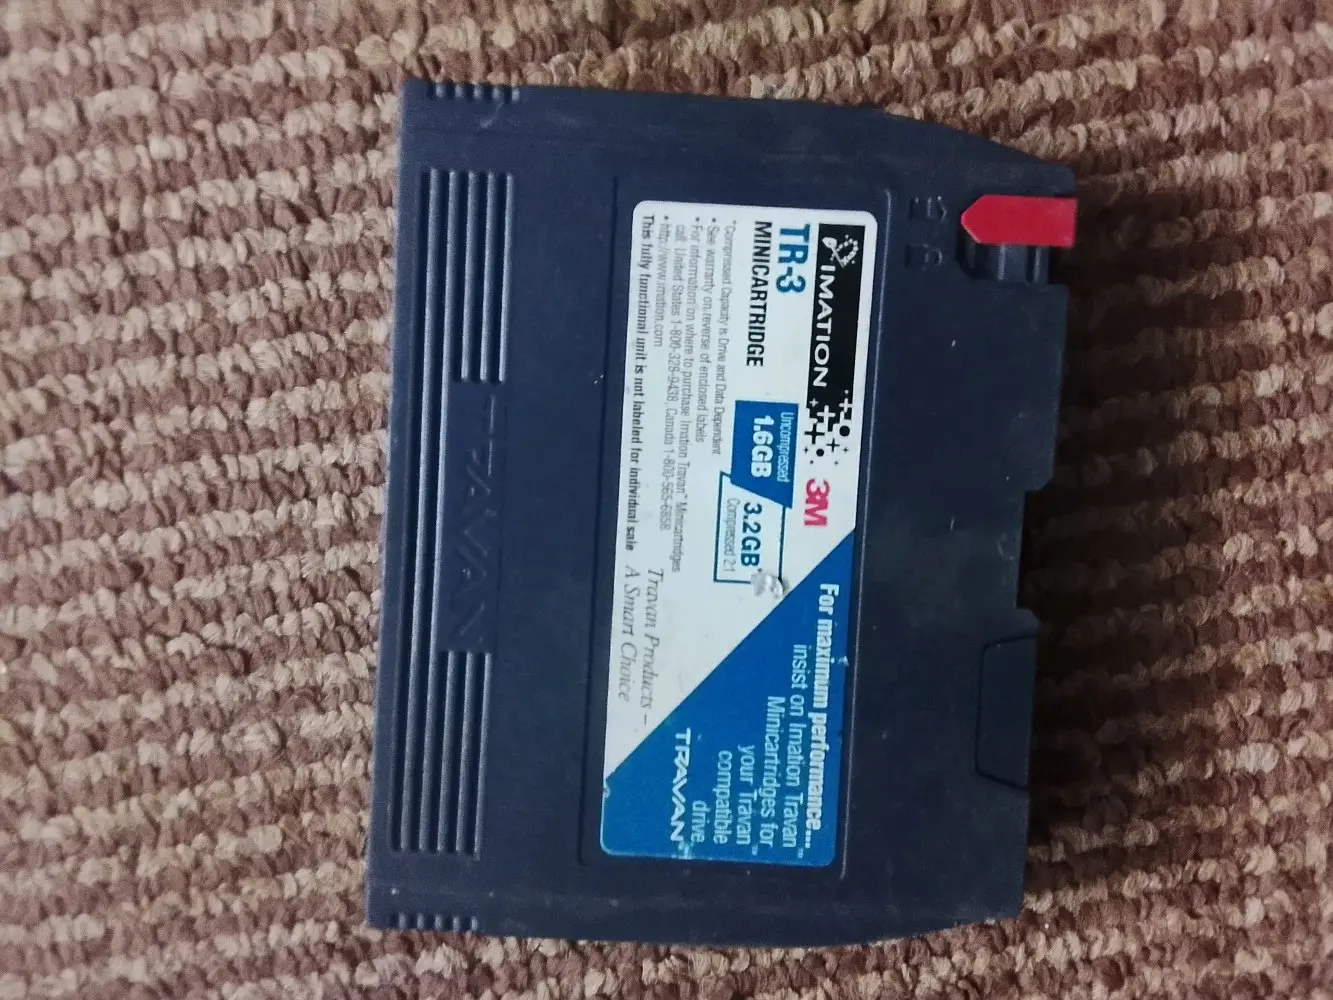 IMATION
3M
TR-3
MINICARTRIDGE
Uncompressed
1.6GB
3.2GB*
Compressed 2:1
*Compressed Capacity is Drive and Data Dependent
• See warranty on reverse of enclosed labels
• For information on where to purchase Imation Travan™ Minicartridges
call: United States 1-800-328-9438, Canada 1-800-565-6858
• http://www.imation.com
This fully functional unit is not labeled for individual sale
Travan Products –
A Smart Choice
For maximum performance...
insist on Imation Travan™
Minicartridges for
your Travan™
compatible
drive.
TRAVAN™
TRAVAN